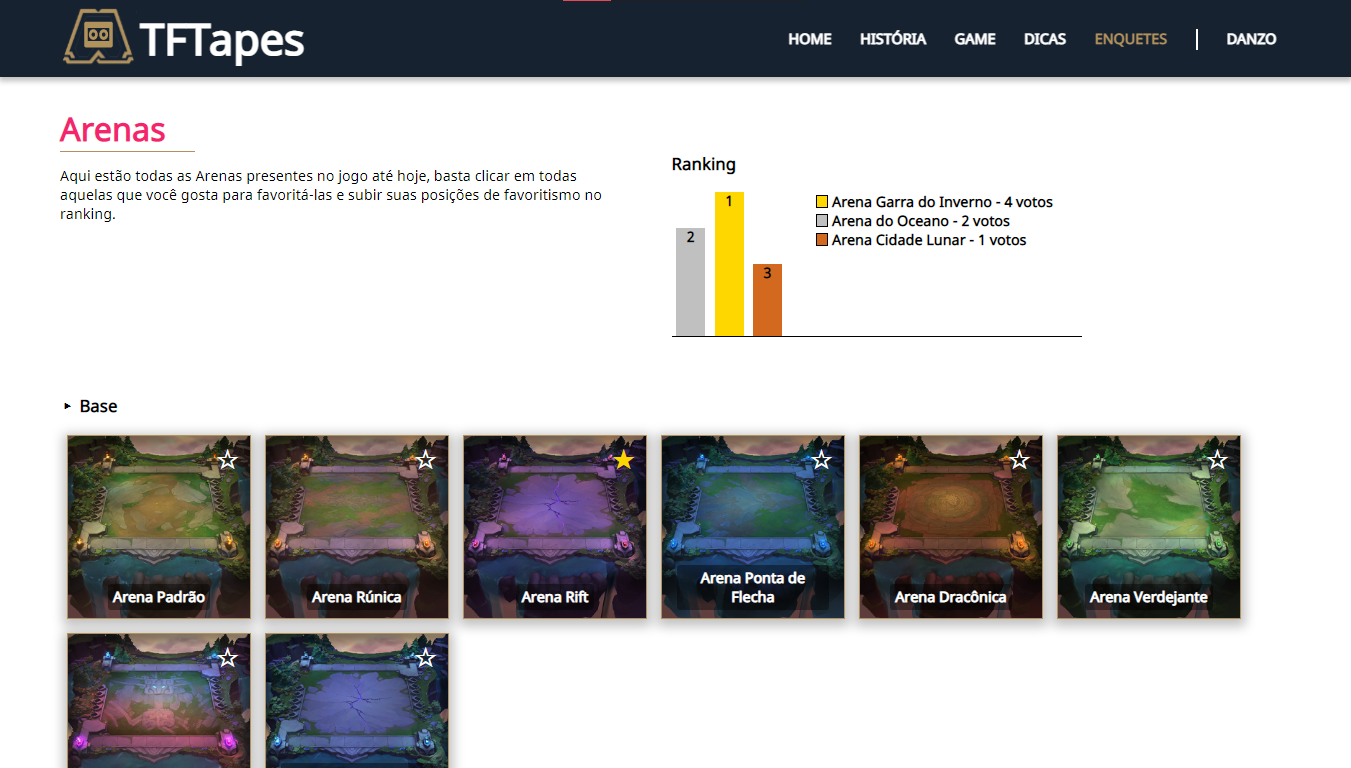 TFTapes
HOME
HISTÓRIA
GAME
DICAS
ENQUETES
DANZO
Arenas
Aqui estão todas as Arenas presentes no jogo até hoje, basta clicar em todas
aquelas que você gosta para favoritá-las e subir suas posições de favoritismo no
ranking.
Ranking
1
2
3
Arena Garra do Inverno - 4 votos
Arena do Oceano - 2 votos
Arena Cidade Lunar - 1 votos
Base
Arena Padrão
Arena Rúnica
Arena Rift
Arena Ponta de
Flecha
Arena Dracônica
Arena Verdejante